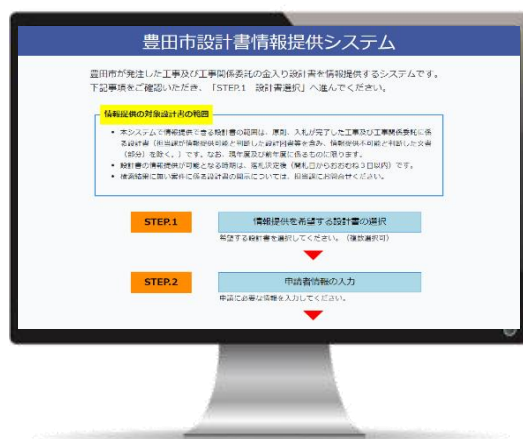 豊田市設計書情報提供システム
豊田市が発注した工事及び工事関係委託の金入り設計書を情報提供するシステムです。
下記事項をご確認いただき、「STEP.1 設計書選択」へ進んでください。
情報提供の対象設計書の範囲
• 本システムで情報提供できる設計書の範囲は、原則、入札が完了した工事及び工事関係委託に係
る設計書（担当課が情報提供可能と判断した設計図書等を含み、情報提供不可能と判断した文書
（部分）を除く。）です。なお、現年度及び前年度に係るものに限ります。
• 設計書の情報提供が可能となる時期は、落札決定後（開札日からおおむね3日以内）です。
• 検索結果に無い案件に係る設計書の開示については、担当課にお問合せください。
STEP.1
情報提供を希望する設計書の選択
希望する設計書を選択してください。（複数選択可）
STEP.2
申請者情報の入力
申請に必要な情報を入力してください。